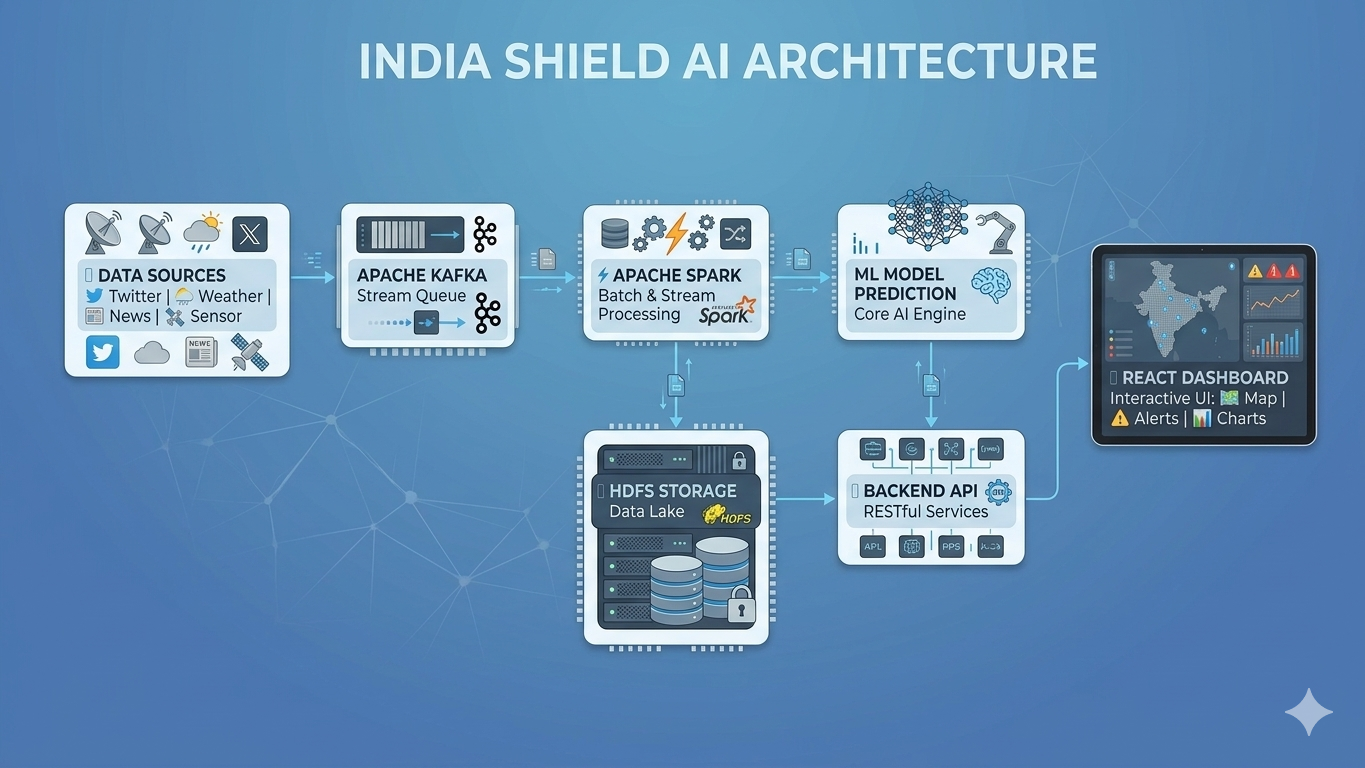 INDIA SHIELD AI ARCHITECTURE
DATA SOURCES
Twitter | Weather |
News | Sensor
NEWS
APACHE KAFKA
Stream Queue
APACHE SPARK
Batch & Stream
Processing
Spark
ML MODEL
PREDICTION
Core AI Engine
REACT DASHBOARD
Interactive UI: Map |
Alerts | Charts
HDFS STORAGE
Data Lake
HOFS
BACKEND API
RESTful Services
APL
PPS